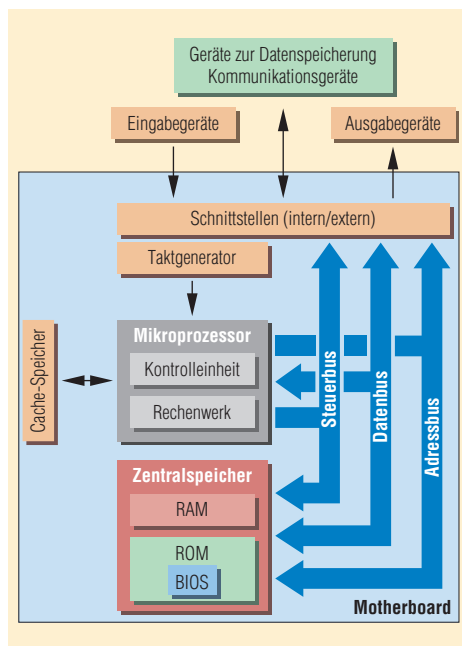 Geräte zur Datenspeicherung
Kommunikationsgeräte
Eingabegeräte
Ausgabegeräte
Schnittstellen (intern/extern)
Taktgenerator
Mikroprozessor
Kontrolleinheit
Rechenwerk
Cache-Speicher
Steuerbus
Datenbus
Adressbus
Zentralspeicher
RAM
ROM
BIOS
Motherboard